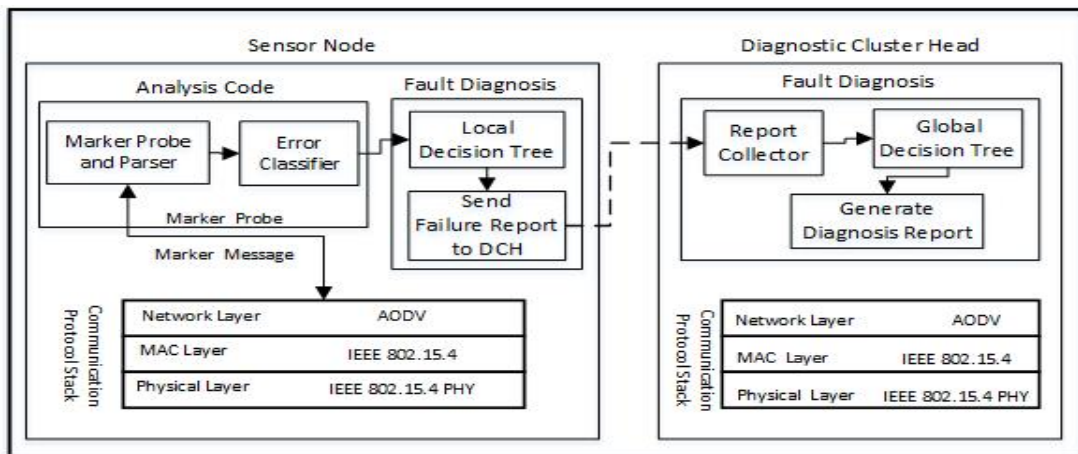 Sensor Node
Analysis Code
Marker Probe
and Parser
Error
Classifier
Marker Probe
Marker Message
Fault Diagnosis
Local
Decision Tree
Send
Failure Report
to DCH
Communication
Protocol Stack
Network Layer AODV
MAC Layer IEEE 802.15.4
Physical Layer IEEE 802.15.4 PHY
Diagnostic Cluster Head
Fault Diagnosis
Report
Collector
Global
Decision Tree
Generate
Diagnosis Report
Communication
Protocol Stack
Network Layer AODV
MAC Layer IEEE 802.15.4
Physical Layer IEEE 802.15.4 PHY